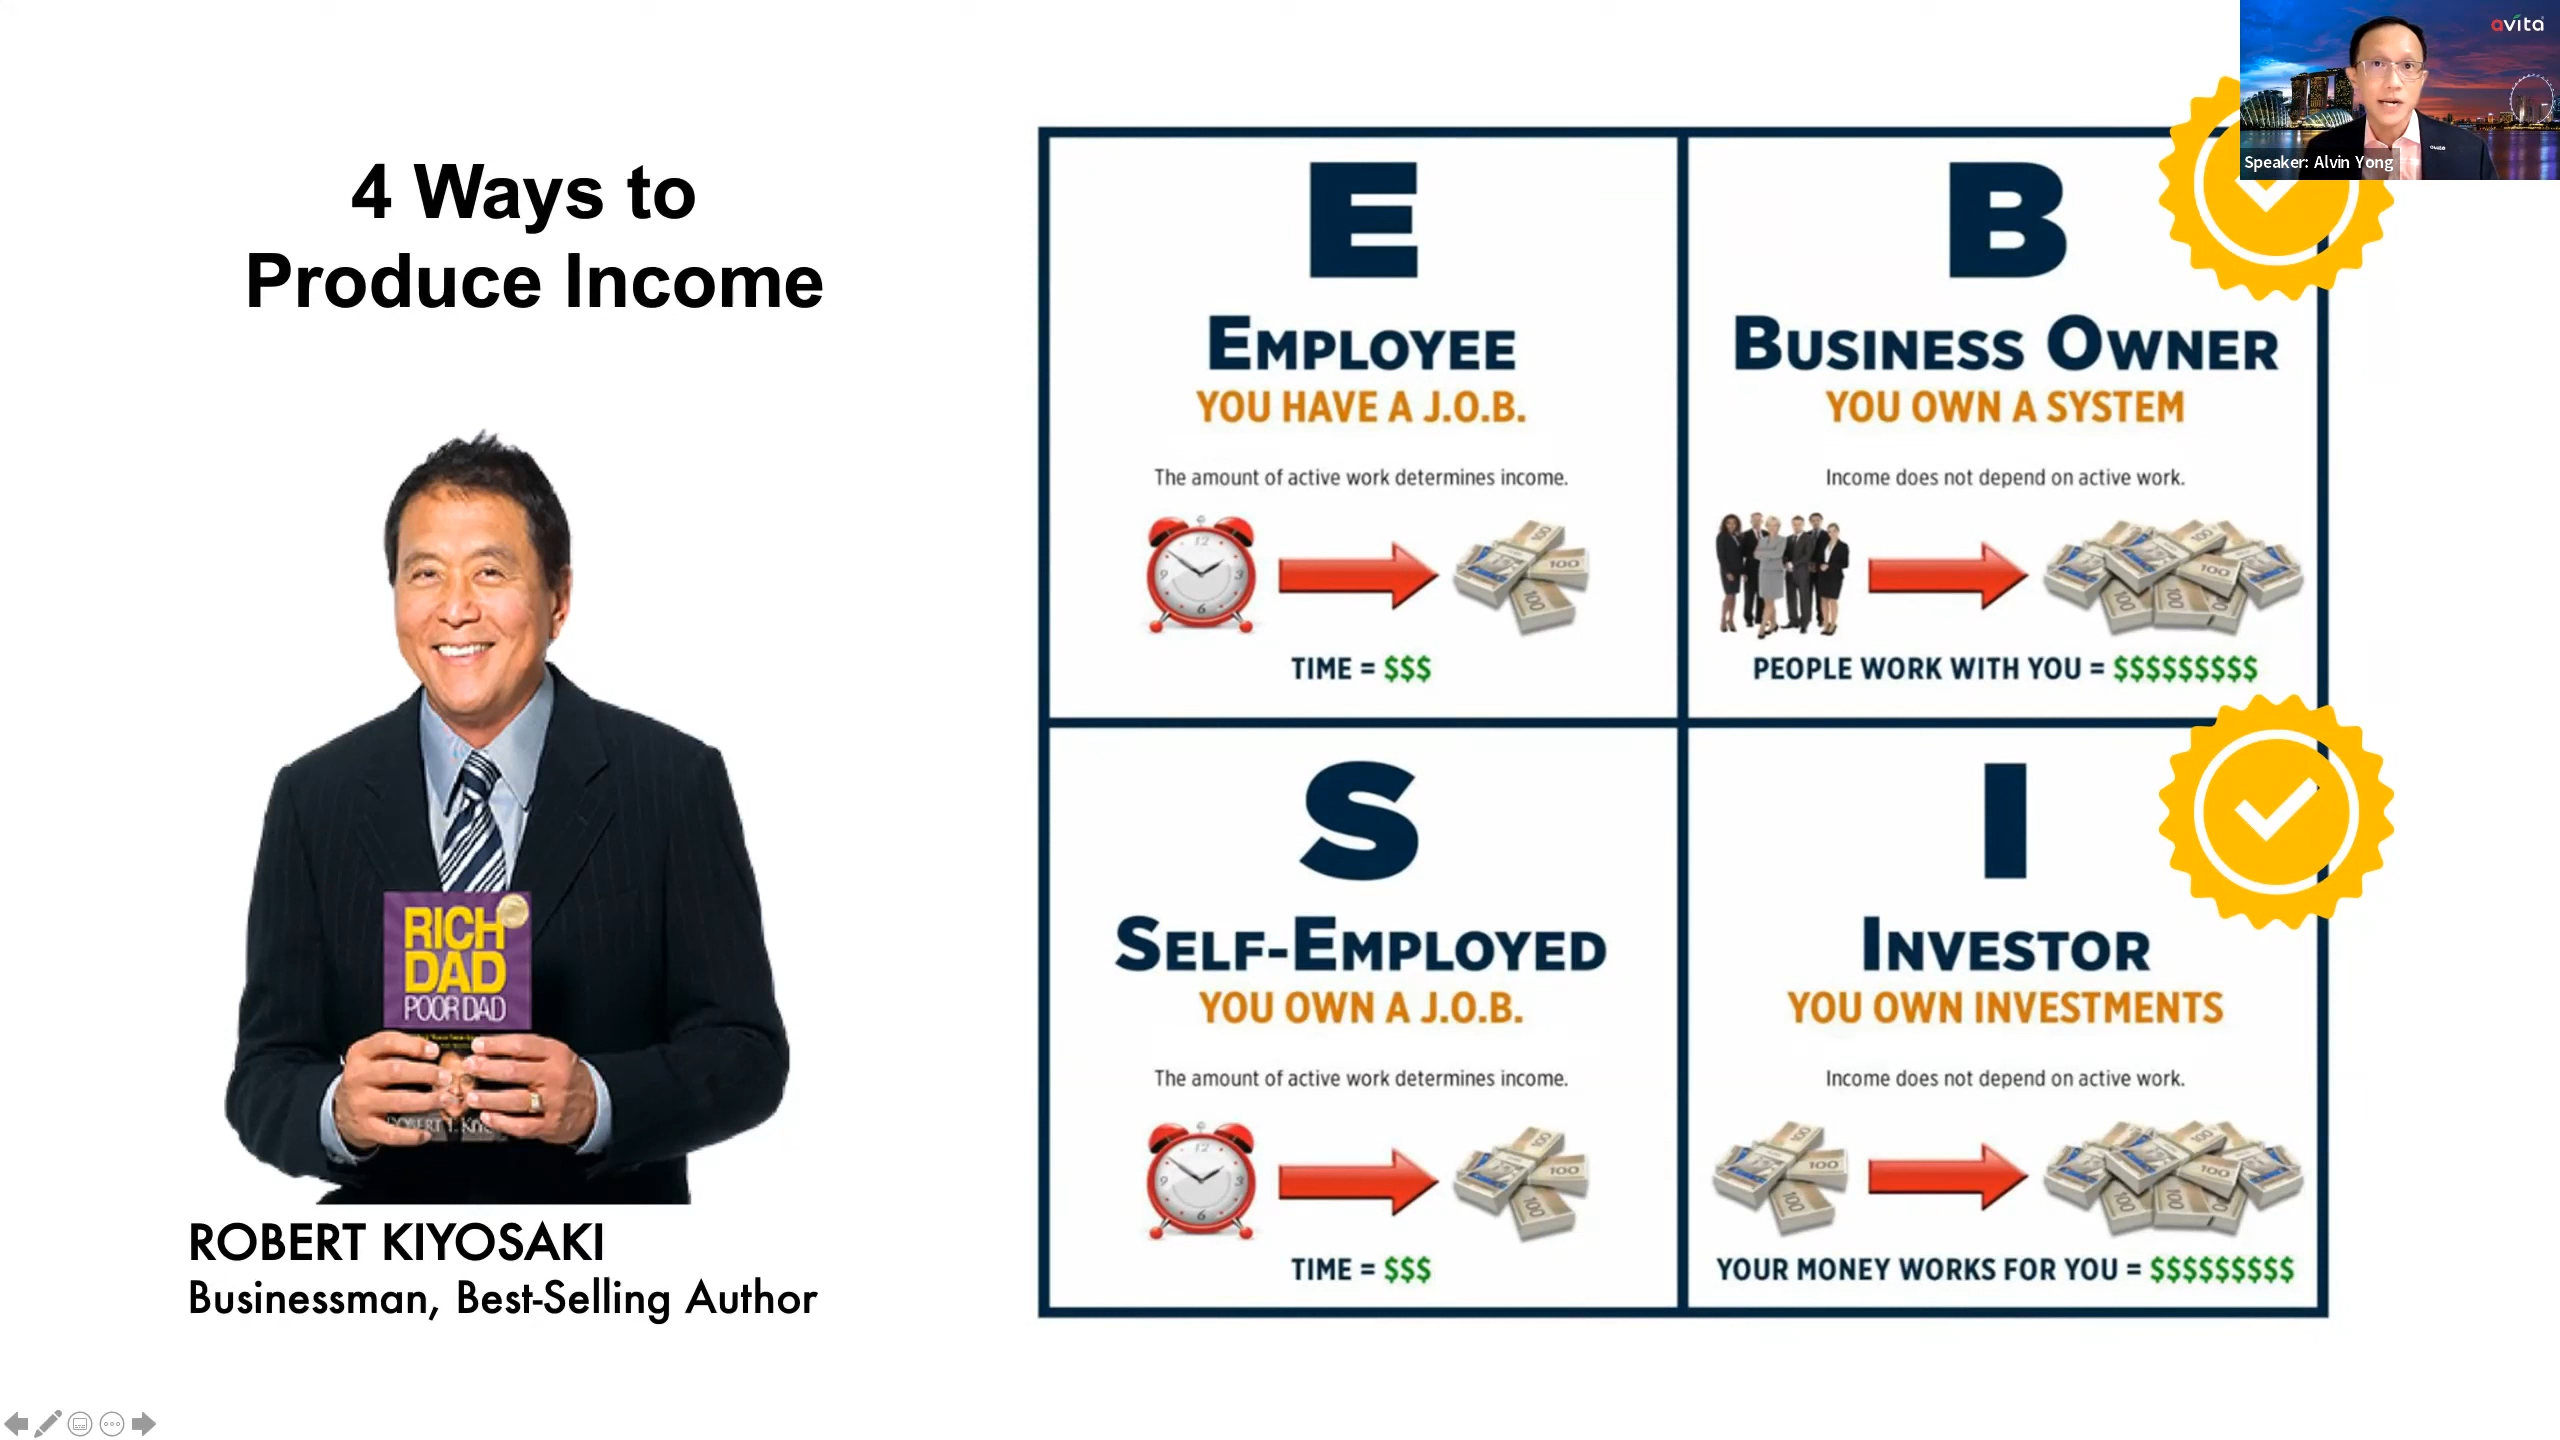 avita
Speaker: Alvin Yong
4 Ways to
Produce Income
RICH
DAD
POOR DAD
ROBERT KIYOSAKI
Businessman, Best-Selling Author
E
EMPLOYEE
YOU HAVE A J.O.B.
The amount of active work determines income.
TIME = $$$
B
BUSINESS OWNER
YOU OWN A SYSTEM
Income does not depend on active work.
PEOPLE WORK WITH YOU = $$$$$$$$$
S
SELF-EMPLOYED
YOU OWN A J.O.B.
The amount of active work determines income.
TIME = $$$
I
INVESTOR
YOU OWN INVESTMENTS
Income does not depend on active work.
YOUR MONEY WORKS FOR YOU = $$$$$$$$$